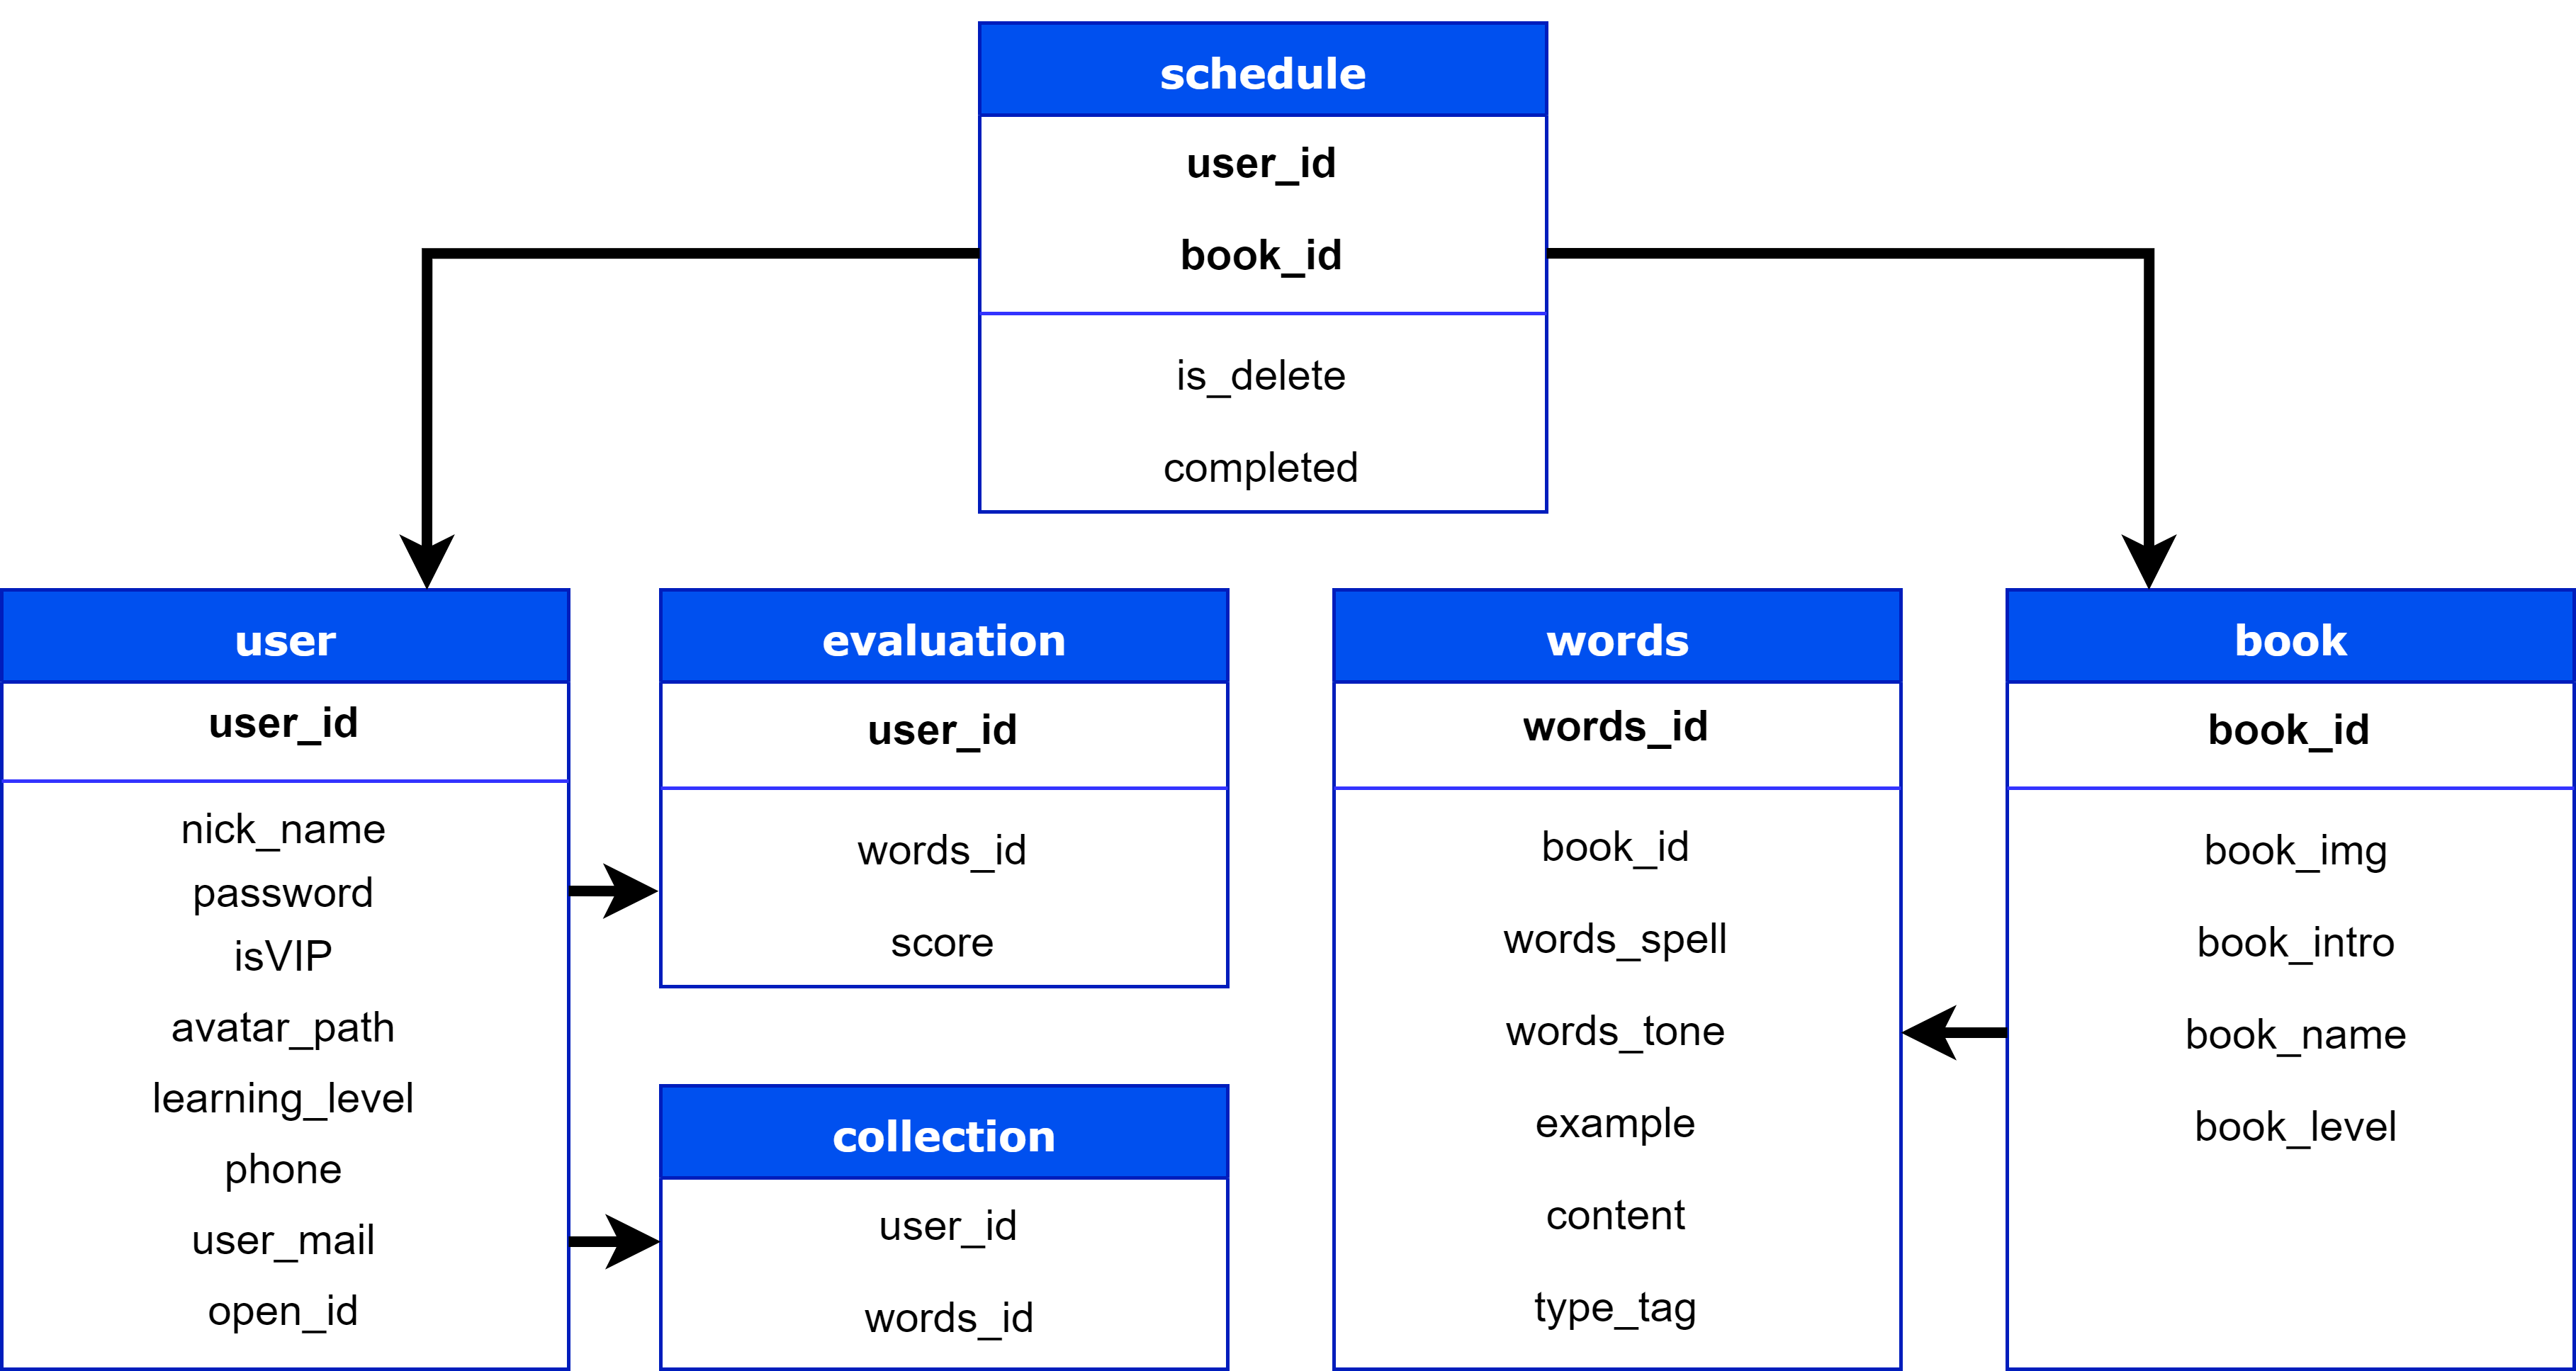 schedule
user_id
book_id
is_delete
completed
user
user_id
nick_name
password
isVIP
avatar_path
learning_level
phone
user_mail
open_id
evaluation
user_id
words_id
score
collection
user_id
words_id
words
words_id
book_id
words_spell
words_tone
example
content
type_tag
book
book_id
book_img
book_intro
book_name
book_level